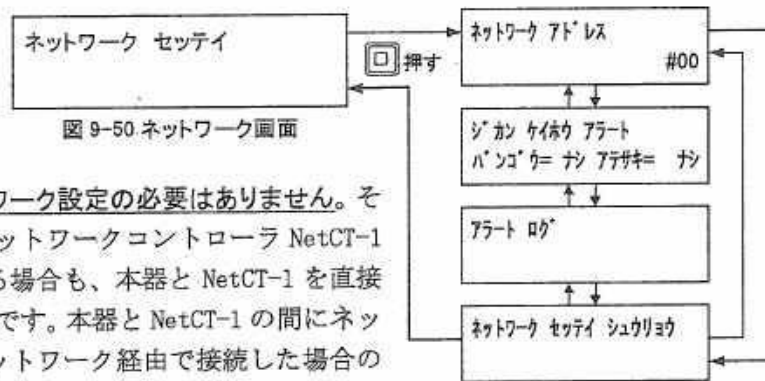 ネットワーク セッテイ
押す
図 9-50 ネットワーク画面
ネットワーク アドレス
#00
ジカン ケイホウ アラート
バンゴウ= ナシ アテサキ= ナシ
アラート ログ
ネットワーク セッテイ シュウリョウ
ワーク設定の必要はありません。そ
ットワークコントローラ NetCT-1
る場合も、本器と NetCT-1 を直接
です。本器と NetCT-1 の間にネッ
ットワーク経由で接続した場合の